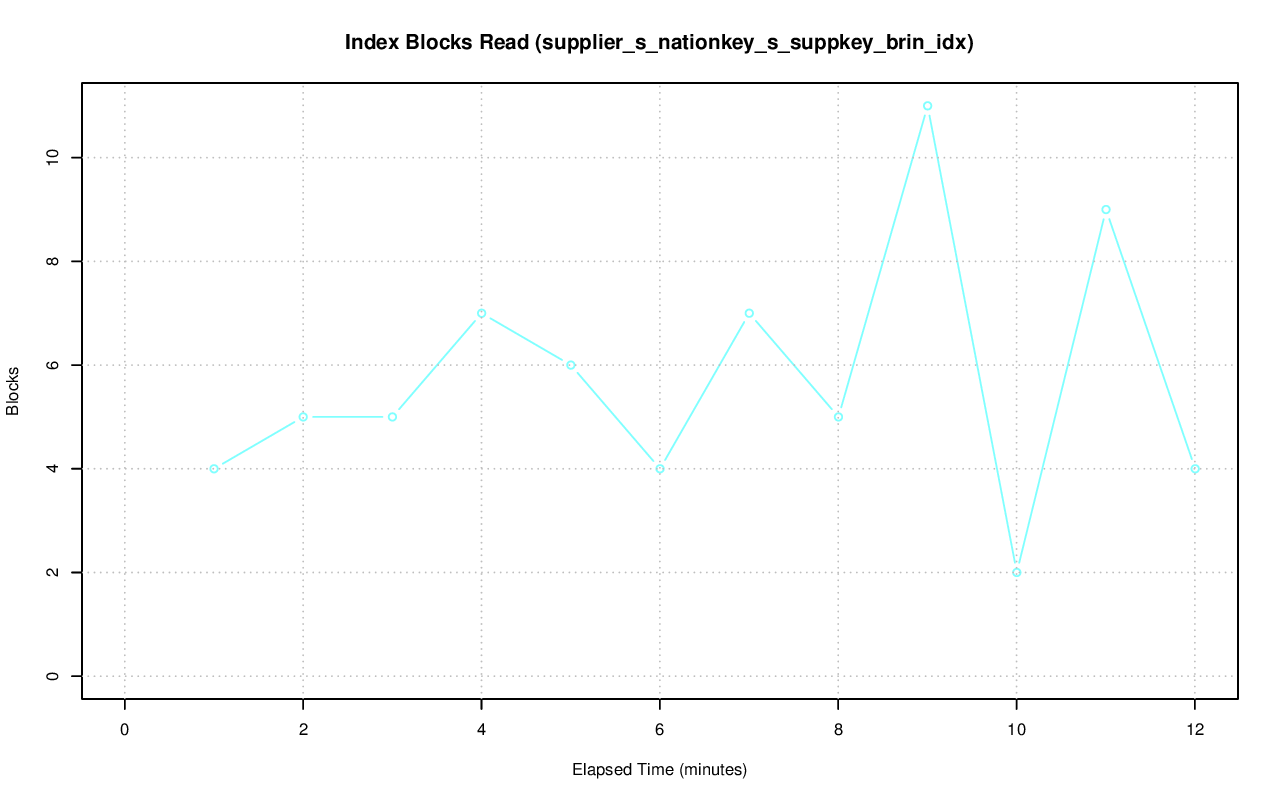 Index Blocks Read (supplier_s_nationkey_s_suppkey_brin_idx)
Blocks
10
8
6
4
2
0
0 2 4 6 8 10 12
Elapsed Time (minutes)